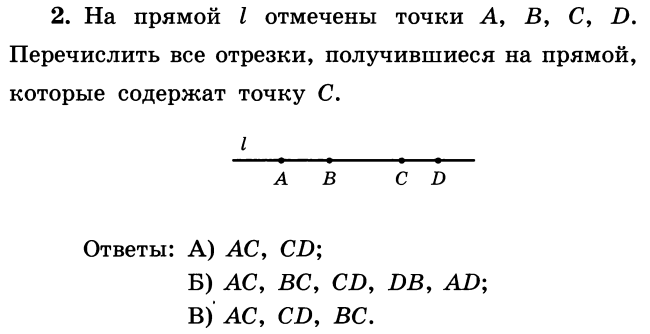 2. На прямой l отмечены точки A, B, C, D.
Перечислить все отрезки, получившиеся на прямой,
которые содержат точку C.
l
A B C D
Ответы: А) AC, CD;
Б) AC, BC, CD, DB, AD;
В) AC, CD, BC.